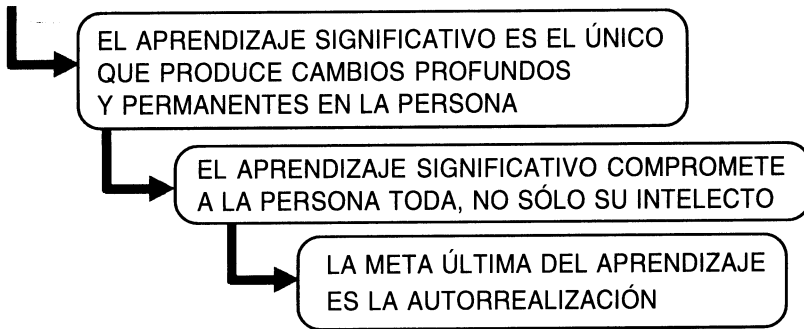 EL APRENDIZAJE SIGNIFICATIVO ES EL ÚNICO
QUE PRODUCE CAMBIOS PROFUNDOS
Y PERMANENTES EN LA PERSONA
EL APRENDIZAJE SIGNIFICATIVO COMPROMETE
A LA PERSONA TODA, NO SÓLO SU INTELECTO
LA META ÚLTIMA DEL APRENDIZAJE
ES LA AUTORREALIZACIÓN